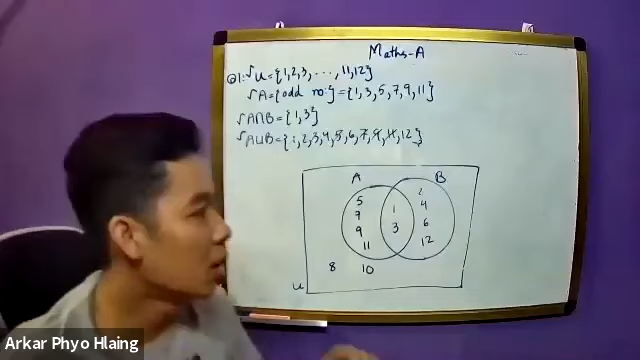 Maths-A
Q1: √U = {1,2,3, ..., 11,12}
√A = {odd no:} = {1,3,5,7,9,11}
√A∩B = {1,3}
√A∪B = {1,2,3,4,5,6,7,9,11,12}
A B
5 1 2
7 3 4
9 6
11 12
8 10
U
Arkar Phyo Hlaing